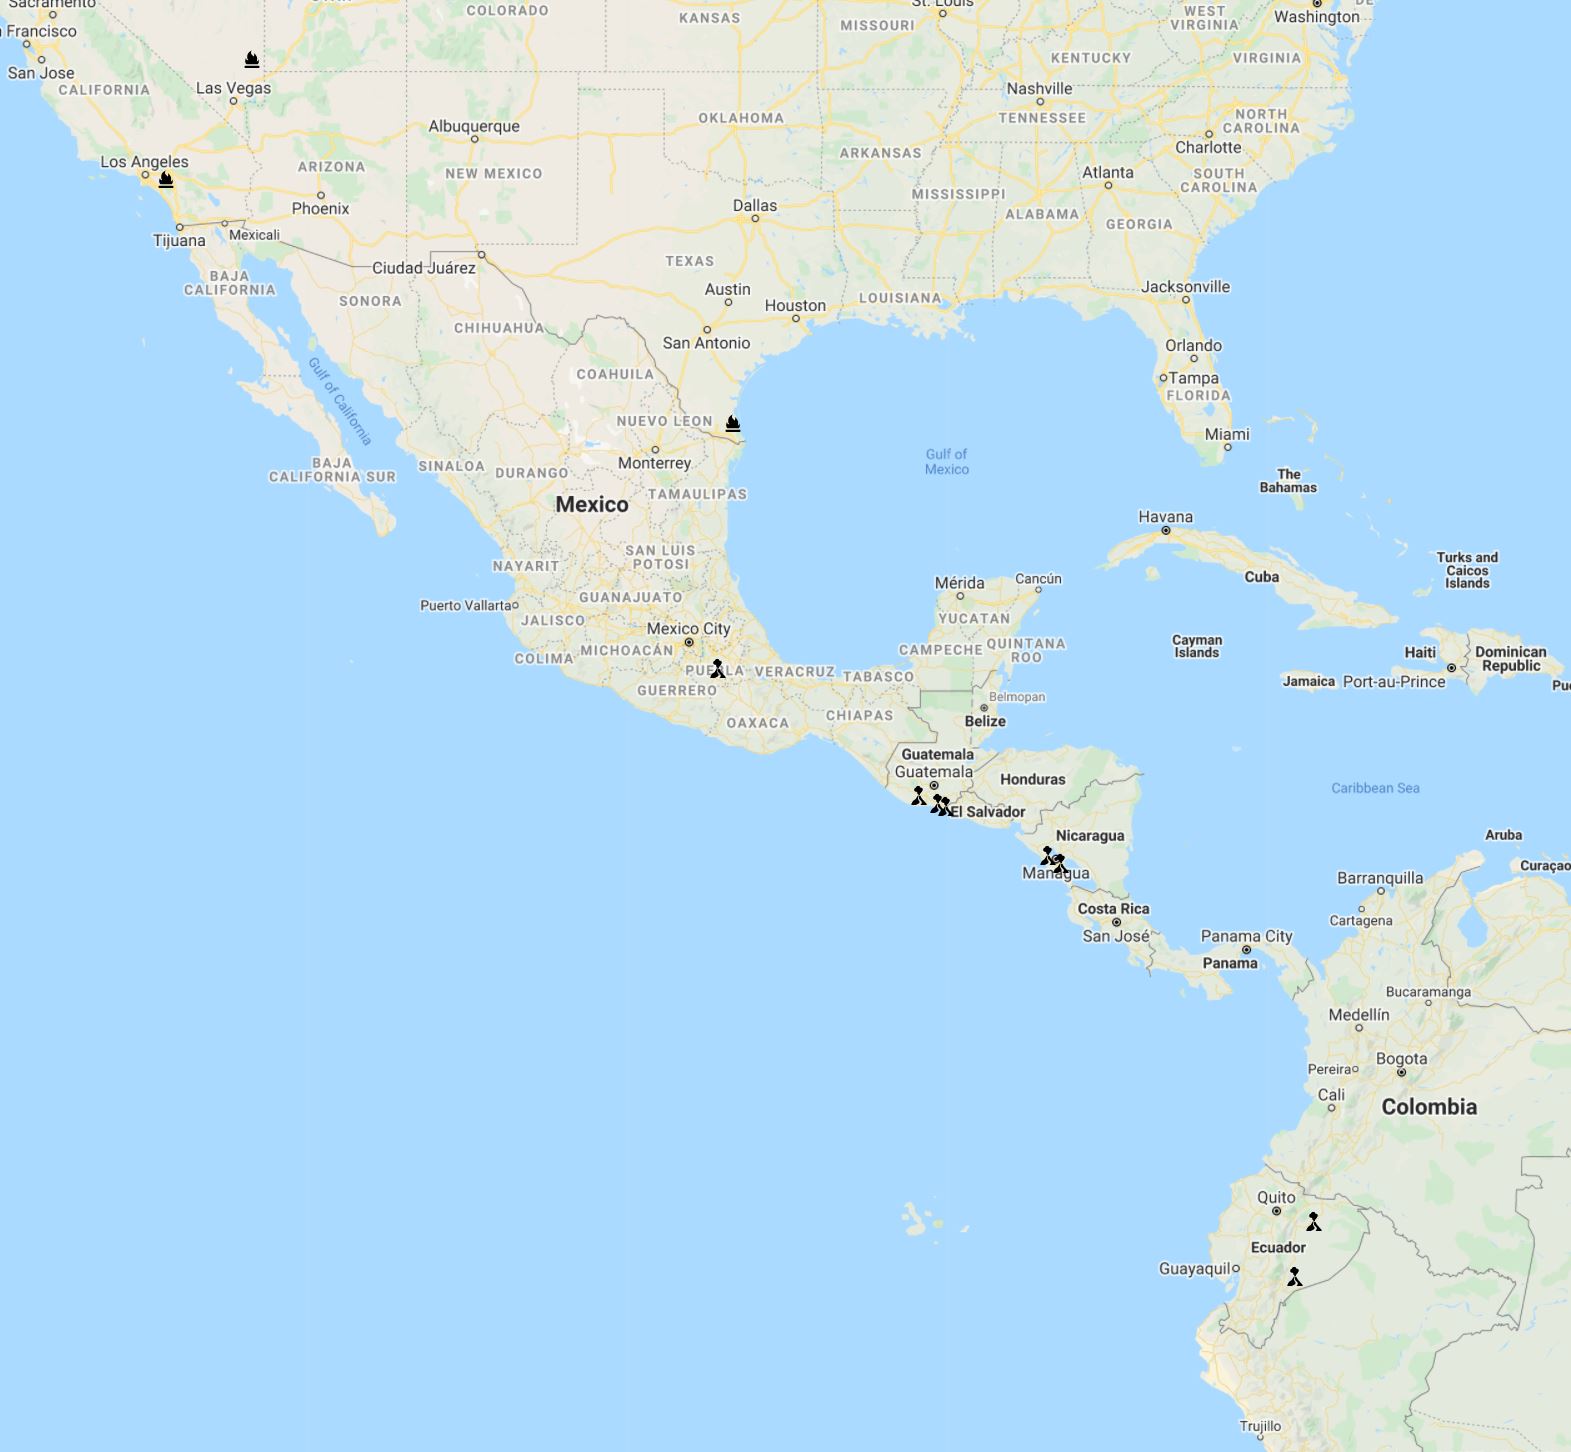 Sacramento
COLORADO
KANSAS
St. Louis
MISSOURI
WEST
VIRGINIA
Washington
DE
Francisco
San Jose
CALIFORNIA
Las Vegas
KENTUCKY
VIRGINIA
Nashville
TENNESSEE
Albuquerque
OKLAHOMA
NORTH
CAROLINA
Charlotte
Los Angeles
ARIZONA
NEW MEXICO
ARKANSAS
Atlanta
SOUTH
CAROLINA
MISSISSIPPI
Phoenix
Dallas
ALABAMA
GEORGIA
Tijuana
Mexicali
Ciudad Juárez
TEXAS
BAJA
CALIFORNIA
SONORA
Austin
Houston
LOUISIANA
Jacksonville
CHIHUAHUA
San Antonio
Orlando
Gulf of California
COAHUILA
Tampa
FLORIDA
NUEVO LEON
Miami
Monterrey
Gulf of
Mexico
BAJA
CALIFORNIA SUR
SINALOA
DURANGO
The
Bahamas
Mexico
TAMAULIPAS
Havana
SAN LUIS
POTOSI
NAYARIT
Turks and
Caicos
Islands
Mérida
Cancún
Cuba
GUANAJUATO
Puerto Vallarta
JALISCO
YUCATAN
Mexico City
MICHOACÁN
COLIMA
CAMPECHE
QUINTANA
ROO
Cayman
Islands
Haiti
Dominican
Republic
PUEBLA
VERACRUZ
TABASCO
Jamaica
Port-au-Prince
Pu
GUERRERO
Belmopan
OAXACA
CHIAPAS
Belize
Guatemala
Guatemala
Honduras
Caribbean Sea
El Salvador
Nicaragua
Aruba
Managua
Curaçao
Barranquilla
Costa Rica
Cartagena
San José
Panama City
Panama
Bucaramanga
Medellín
Bogota
Pereira
Cali
Colombia
Quito
Ecuador
Guayaquil
Trujillo